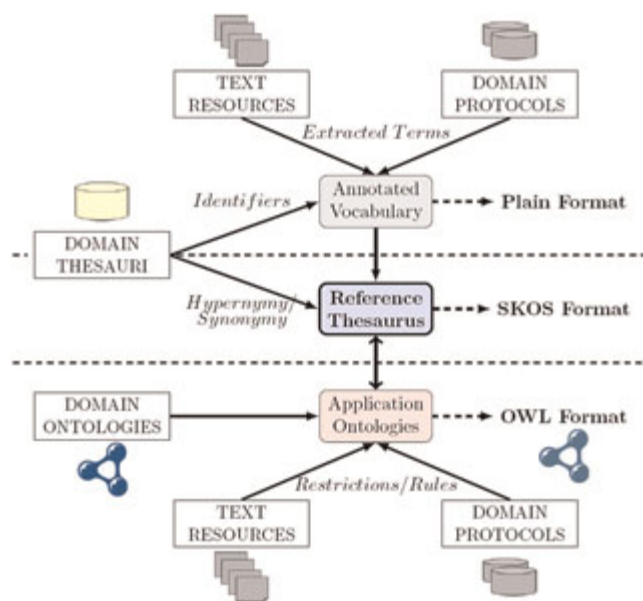 TEXT
RESOURCES
DOMAIN
PROTOCOLS
Extracted Terms
Identifiers
Annotated
Vocabulary
Plain Format
DOMAIN
THESAURI
Hypernymy/
Synonymy
Reference
Thesaurus
SKOS Format
DOMAIN
ONTOLOGIES
Application
Ontologies
OWL Format
Restrictions/Rules
TEXT
RESOURCES
DOMAIN
PROTOCOLS